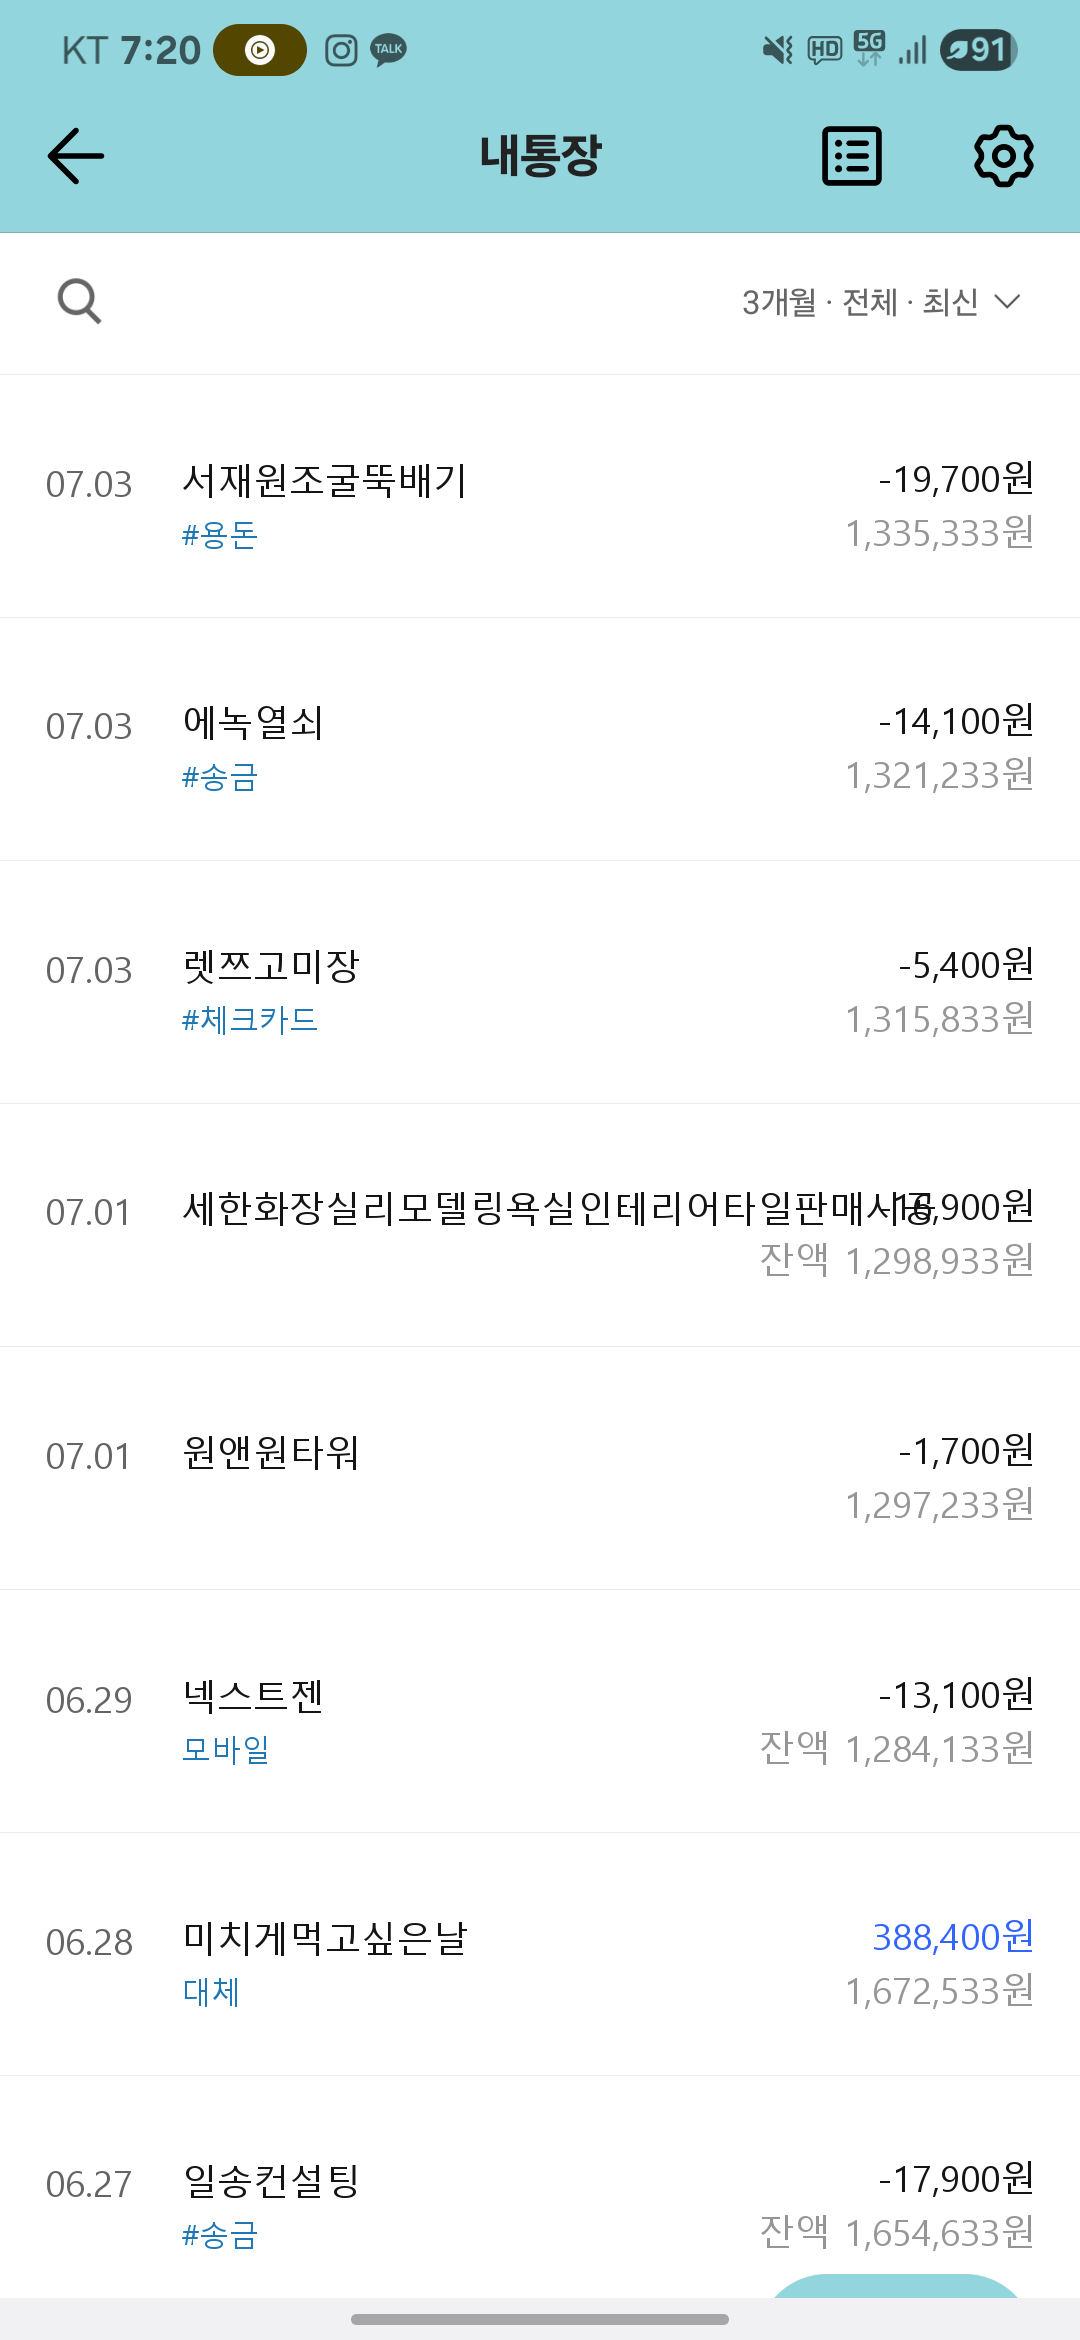 KT 7:20 TALK HD 5G 91
내통장
3개월 · 전체 · 최신
07.03 서재원조굴뚝배기 -19,700원
#용돈 1,335,333원
07.03 에녹열쇠 -14,100원
#송금 1,321,233원
07.03 렛쯔고미장 -5,400원
#체크카드 1,315,833원
07.01 세한화장실리모델링욕실인테리어타일판매시공 -16,900원
잔액 1,298,933원
07.01 원앤원타워 -1,700원
1,297,233원
06.29 넥스트젠 -13,100원
모바일 잔액 1,284,133원
06.28 미치게먹고싶은날 388,400원
대체 1,672,533원
06.27 일송컨설팅 -17,900원
#송금 잔액 1,654,633원